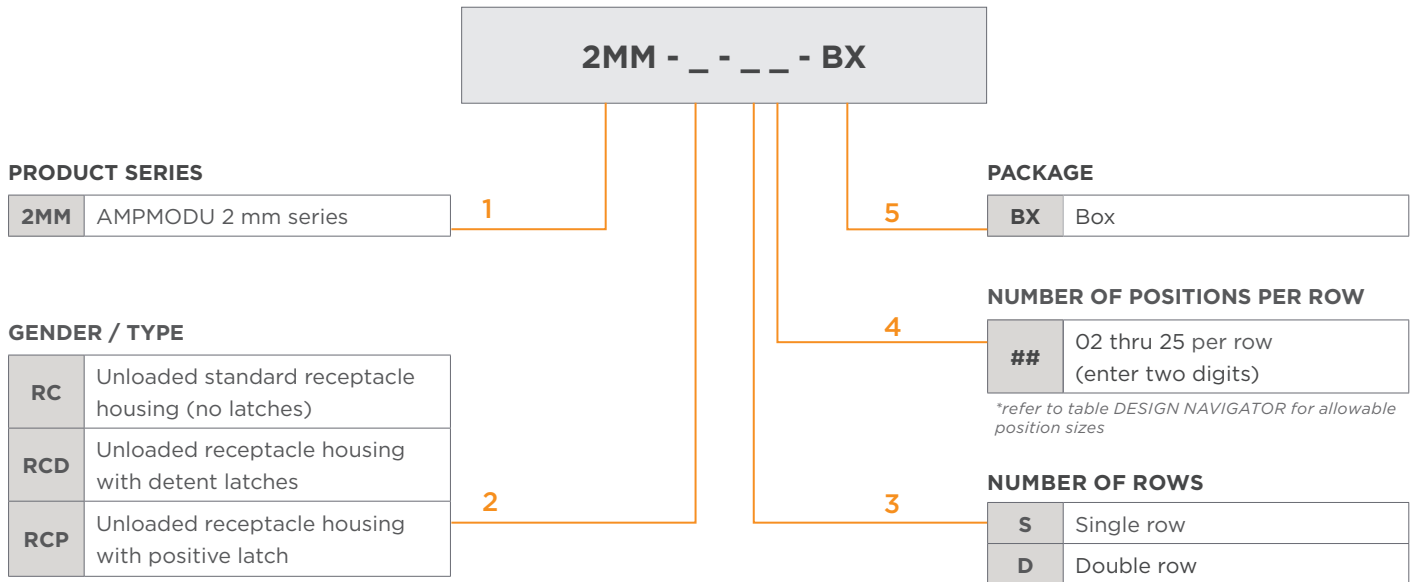 2MM - _ - _ _ - BX
PRODUCT SERIES
2MM AMPMODU 2 mm series
1
GENDER / TYPE
RC Unloaded standard receptacle
housing (no latches)
RCD Unloaded receptacle housing
with detent latches
RCP Unloaded receptacle housing
with positive latch
2
PACKAGE
5
BX Box
NUMBER OF POSITIONS PER ROW
4
## 02 thru 25 per row
(enter two digits)
*refer to table DESIGN NAVIGATOR for allowable
position sizes
NUMBER OF ROWS
3
S Single row
D Double row